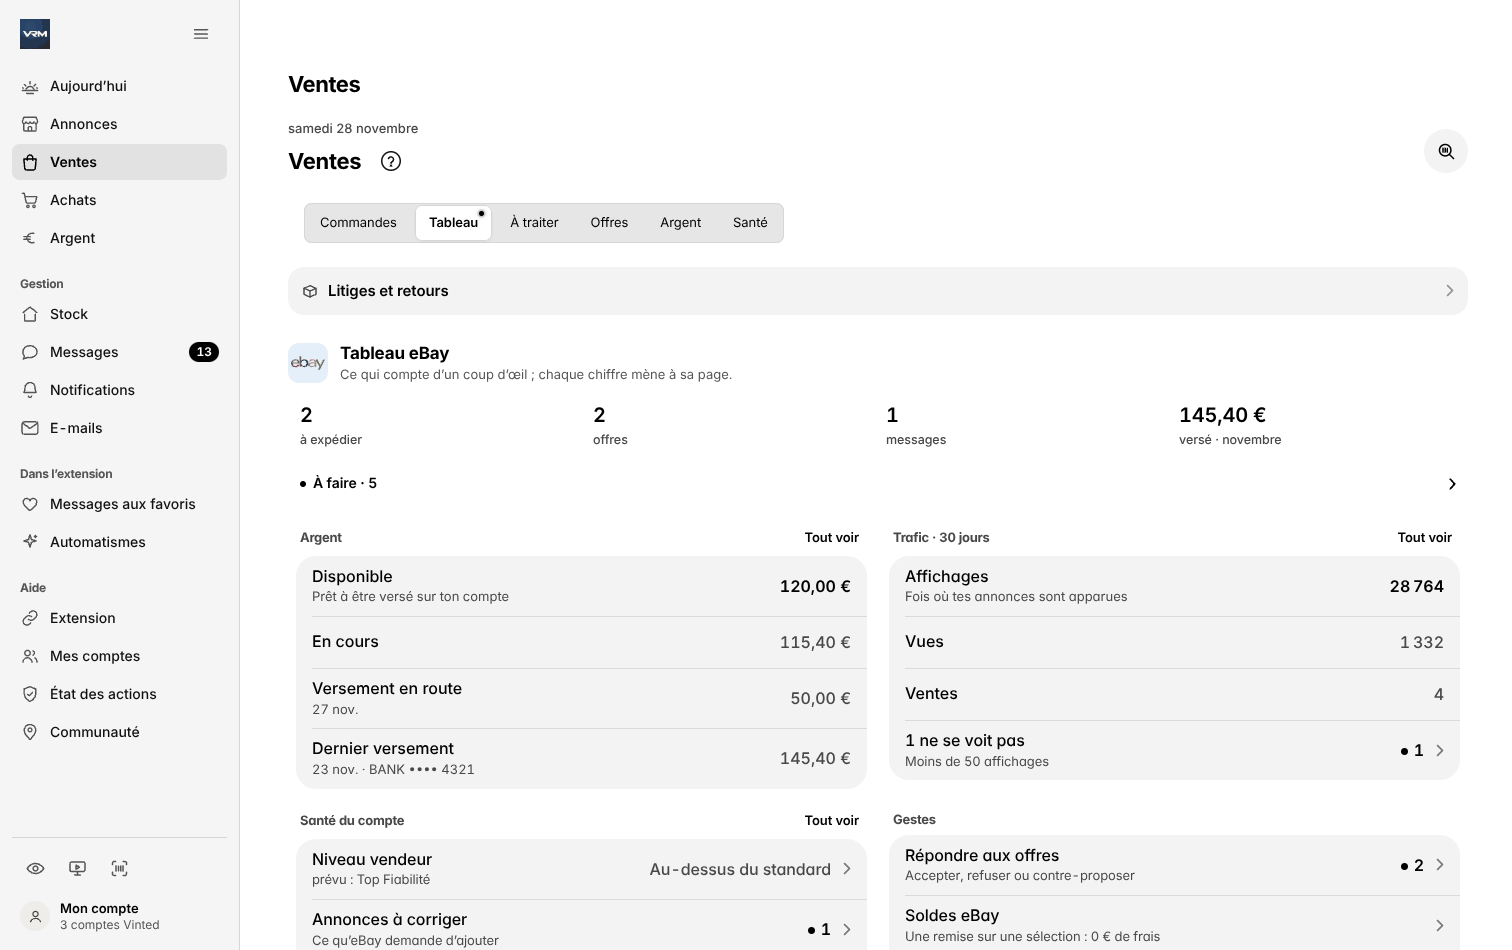 VRM
Aujourd’hui
Annonces
Ventes
Achats
Argent
Gestion
Stock
Messages 13
Notifications
E-mails
Dans l’extension
Messages aux favoris
Automatismes
Aide
Extension
Mes comptes
État des actions
Communauté
Mon compte
3 comptes Vinted
Ventes
samedi 28 novembre
Ventes ?
Commandes Tableau À traiter Offres Argent Santé
Litiges et retours
ebay
Tableau eBay
Ce qui compte d’un coup d’œil ; chaque chiffre mène à sa page.
2
à expédier
2
offres
1
messages
145,40 €
versé · novembre
À faire · 5
Argent Tout voir
Disponible
Prêt à être versé sur ton compte
120,00 €
En cours 115,40 €
Versement en route
27 nov.
50,00 €
Dernier versement
23 nov. · BANK •••• 4321
145,40 €
Trafic · 30 jours Tout voir
Affichages
Fois où tes annonces sont apparues
28 764
Vues 1 332
Ventes 4
1 ne se voit pas
Moins de 50 affichages
1
Santé du compte Tout voir
Niveau vendeur
prévu : Top Fiabilité
Au-dessus du standard
Annonces à corriger
Ce qu’eBay demande d’ajouter
1
Gestes
Répondre aux offres
Accepter, refuser ou contre-proposer
2
Soldes eBay
Une remise sur une sélection : 0 € de frais